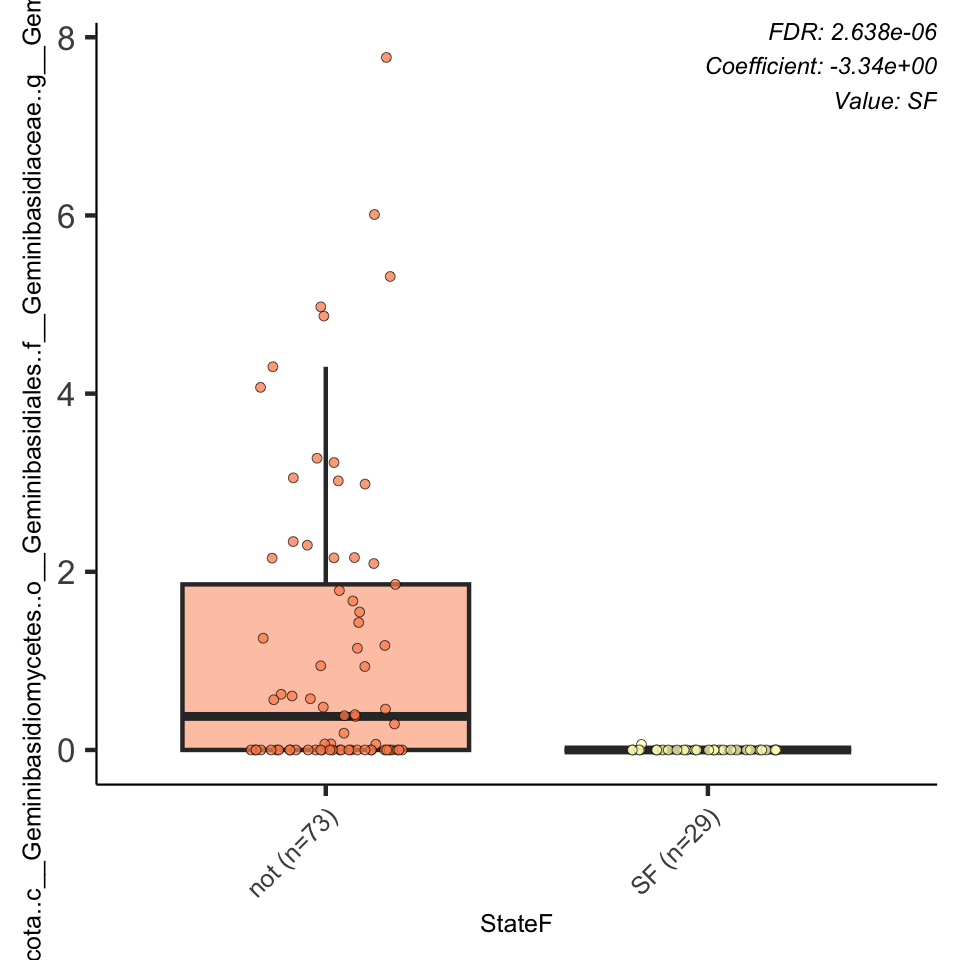 FDR: 2.638e-06
Coefficient: -3.34e+00
Value: SF
8
6
4
2
0
cota..c__Geminibasidiomycetes..o__Geminibasidiales..f__Geminibasidiaceae..g__Gem
not (n=73)
SF (n=29)
StateF